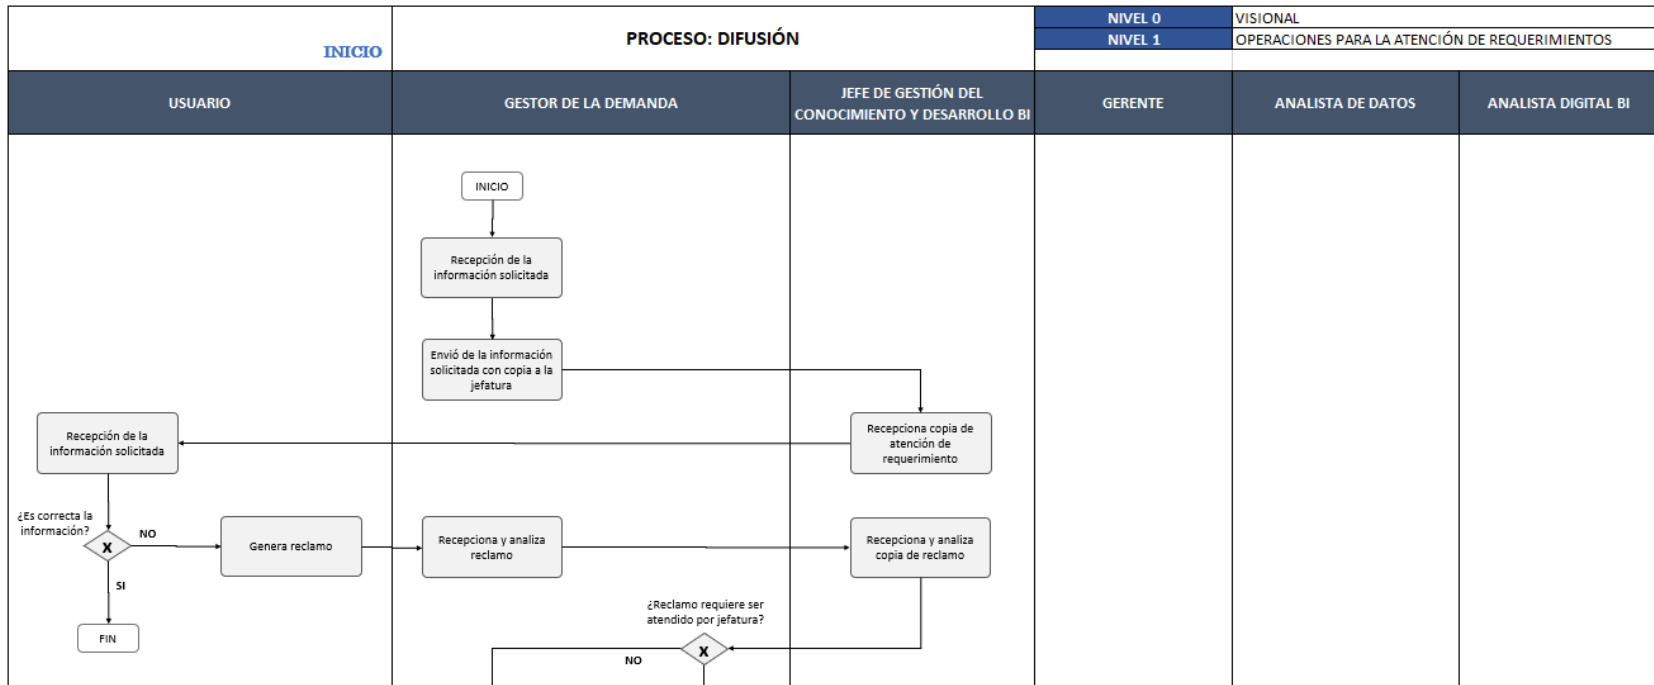 INICIO
PROCESO: DIFUSIÓN
NIVEL 0
VISIONAL
NIVEL 1
OPERACIONES PARA LA ATENCIÓN DE REQUERIMIENTOS
USUARIO
GESTOR DE LA DEMANDA
JEFE DE GESTIÓN DEL
CONOCIMIENTO Y DESARROLLO BI
GERENTE
ANALISTA DE DATOS
ANALISTA DIGITAL BI
INICIO
Recepción de la
información solicitada
Envió de la información
solicitada con copia a la
jefatura
Recepciona copia de
atención de
requerimiento
Recepción de la
información solicitada
¿Es correcta la
información?
X
NO
SI
FIN
Genera reclamo
Recepciona y analiza
reclamo
Recepciona y analiza
copia de reclamo
¿Reclamo requiere ser
atendido por jefatura?
X
NO